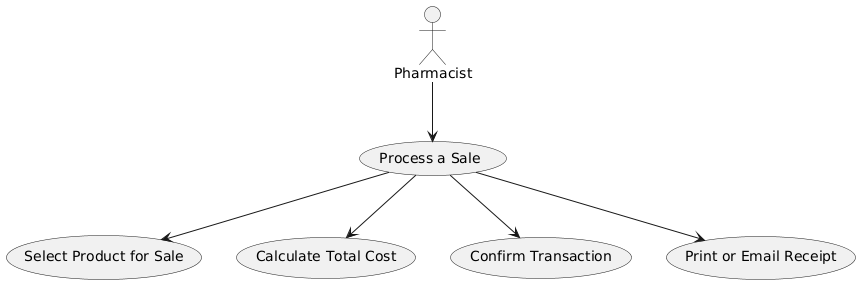 Pharmacist
Process a Sale
Select Product for Sale
Calculate Total Cost
Confirm Transaction
Print or Email Receipt